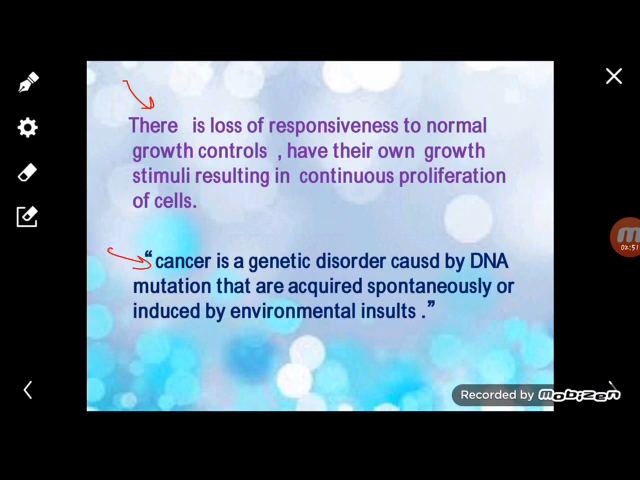 There is loss of responsiveness to normal
growth controls , have their own growth
stimuli resulting in continuous proliferation
of cells.
“cancer is a genetic disorder causd by DNA
mutation that are acquired spontaneously or
induced by environmental insults .”
02:51
Recorded by mobizen